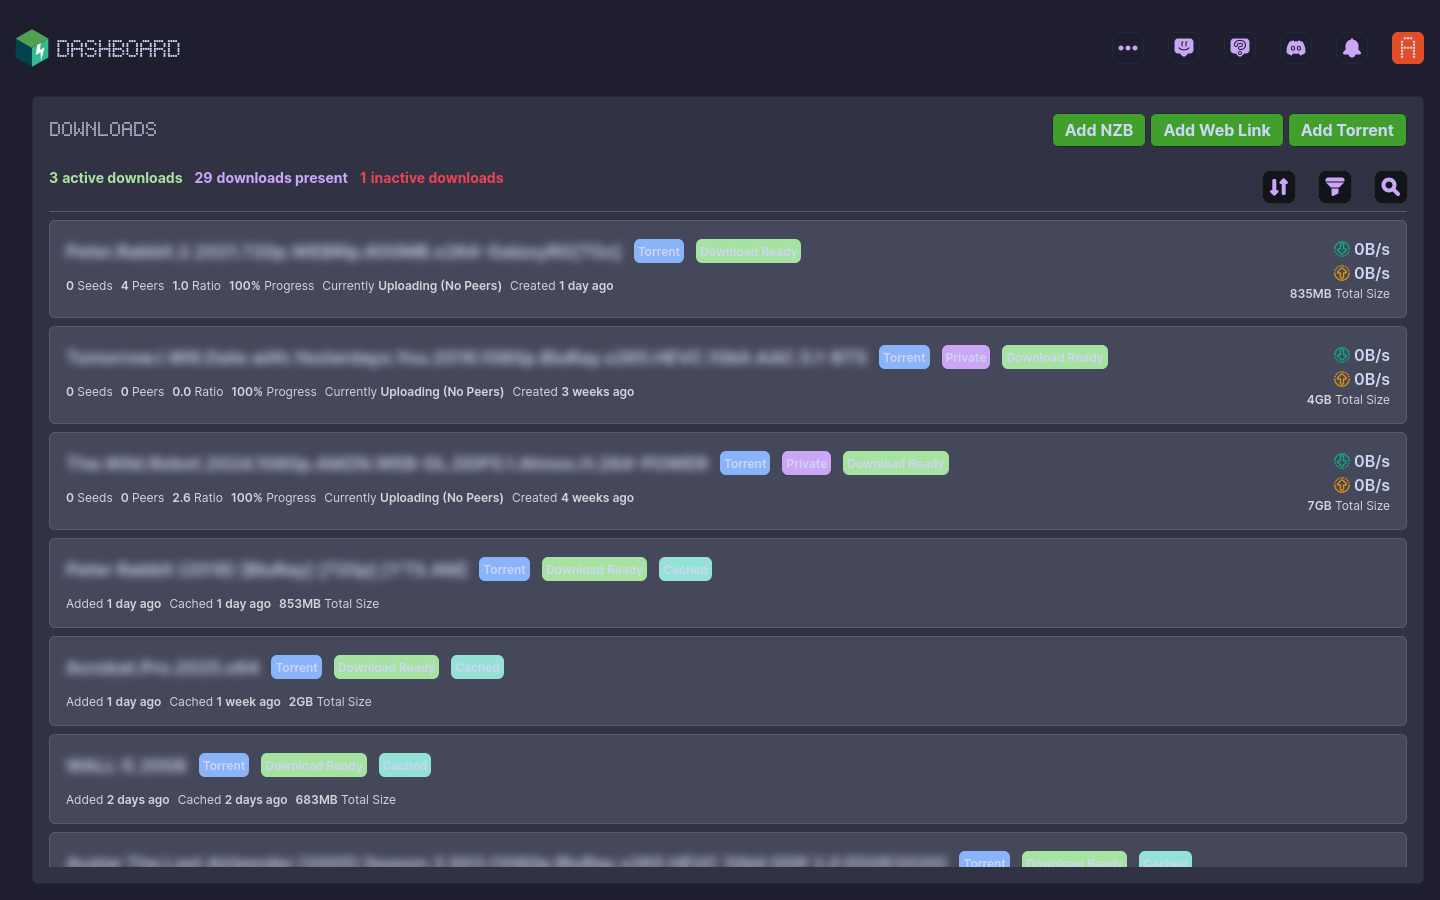 DASHBOARD
A
DOWNLOADS
Add NZB Add Web Link Add Torrent
3 active downloads 29 downloads present 1 inactive downloads
Torrent Download Ready
0B/s
0B/s
0 Seeds 4 Peers 1.0 Ratio 100% Progress Currently Uploading (No Peers) Created 1 day ago
835MB Total Size
Torrent Private Download Ready
0B/s
0B/s
0 Seeds 0 Peers 0.0 Ratio 100% Progress Currently Uploading (No Peers) Created 3 weeks ago
4GB Total Size
Torrent Private Download Ready
0B/s
0B/s
0 Seeds 0 Peers 2.6 Ratio 100% Progress Currently Uploading (No Peers) Created 4 weeks ago
7GB Total Size
Torrent Download Ready Cached
Added 1 day ago Cached 1 day ago 853MB Total Size
Torrent Download Ready Cached
Added 1 day ago Cached 1 week ago 2GB Total Size
Torrent Download Ready Cached
Added 2 days ago Cached 2 days ago 683MB Total Size
Torrent Download Ready Cached